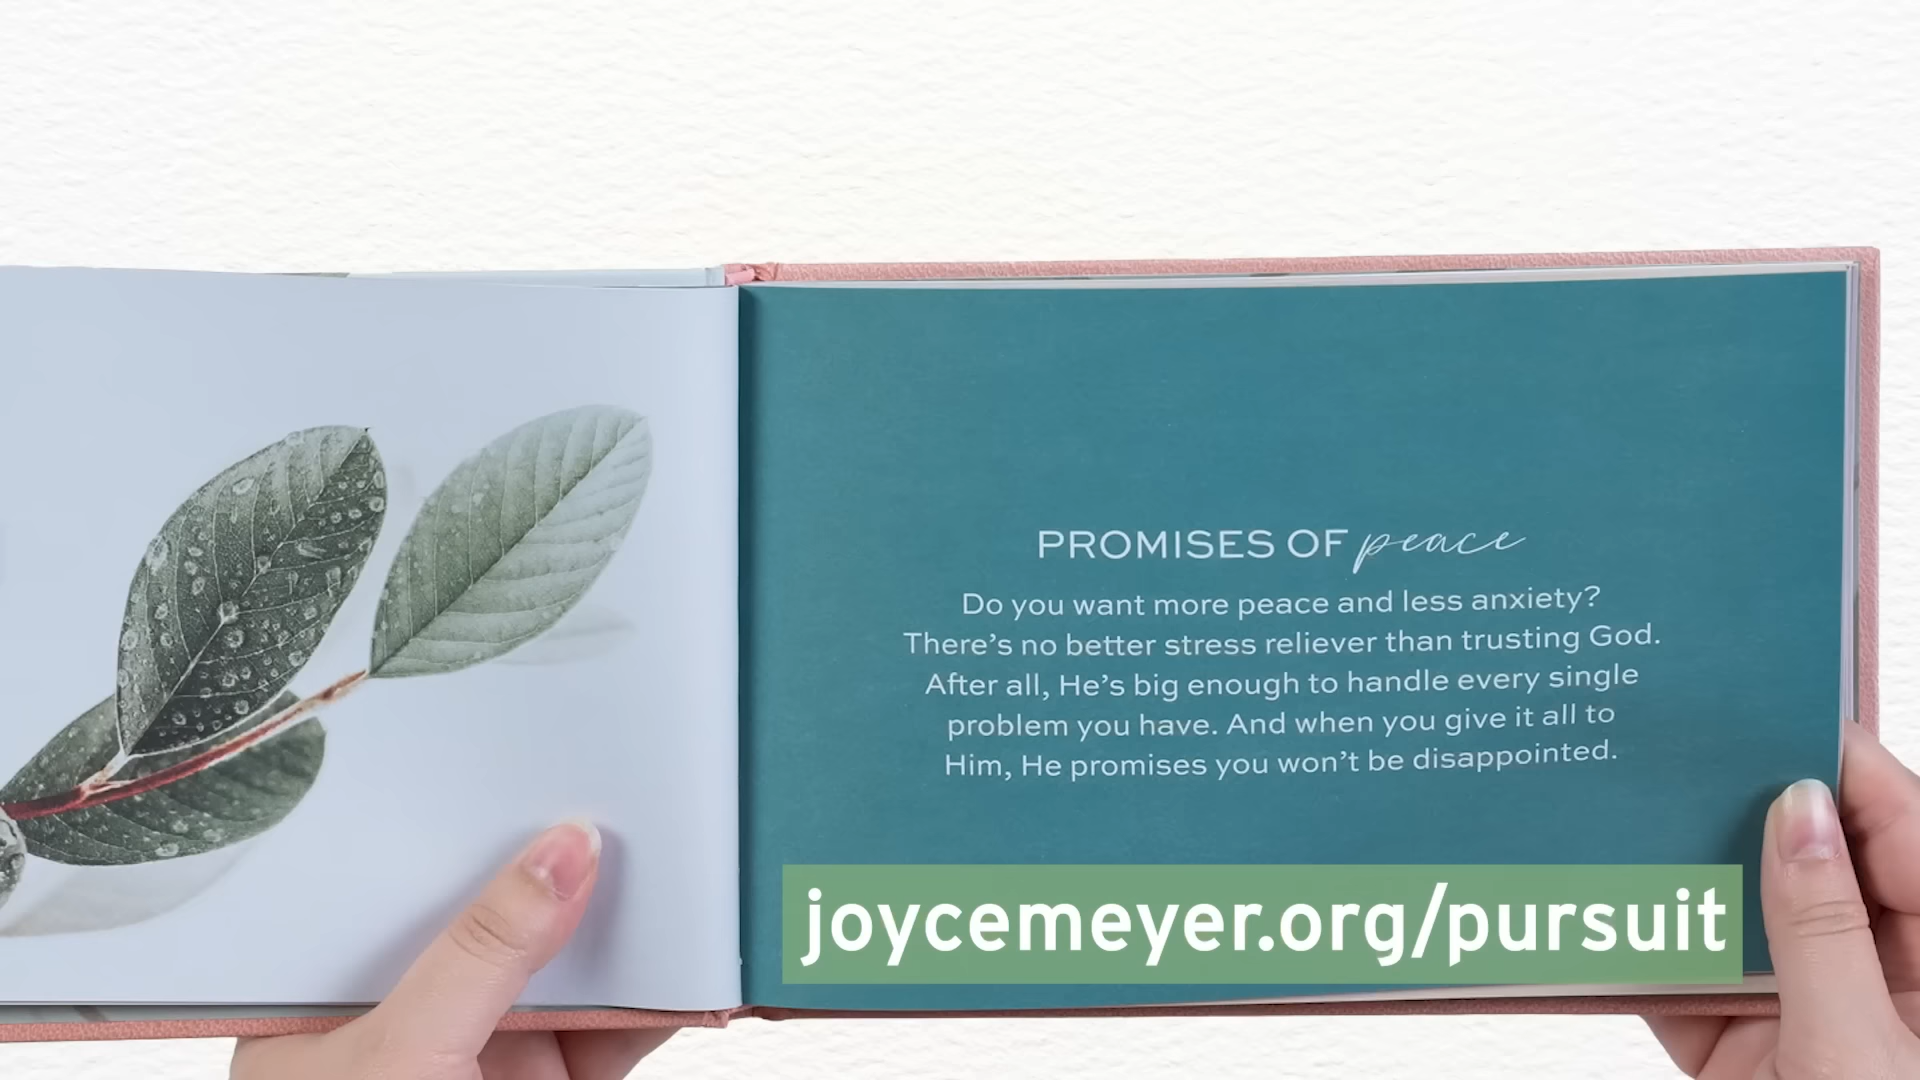 PROMISES OF peace
Do you want more peace and less anxiety?
There's no better stress reliever than trusting God.
After all, He's big enough to handle every single
problem you have. And when you give it all to
Him, He promises you won't be disappointed.
joycemeyer.org/pursuit